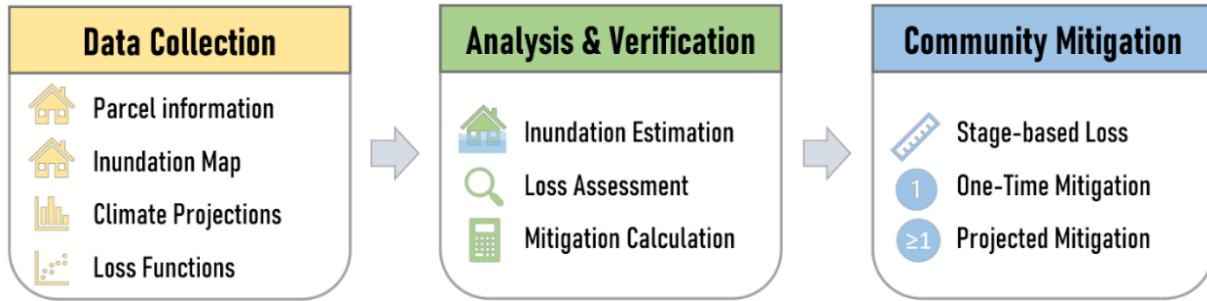 Data Collection
Parcel information
Inundation Map
Climate Projections
Loss Functions
Analysis & Verification
Inundation Estimation
Loss Assessment
Mitigation Calculation
Community Mitigation
Stage-based Loss
1 One-Time Mitigation
≥1 Projected Mitigation